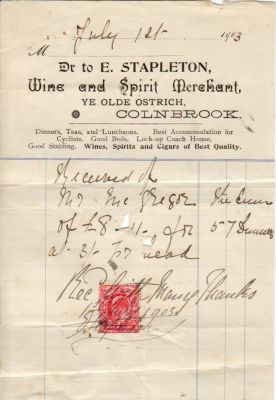 July 1st 1903
M
Dr to E. STAPLETON,
Wine and Spirit Merchant,
YE OLDE OSTRICH,
COLNBROOK.
Dinners, Teas, and Luncheons. Best Accommodation for
Cyclists. Good Beds. Lock-up Coach House,
Good Stabling. Wines, Spirits and Cigars of Best Quality.
Received of
Mr Mc Gregor the sum
of £8-11/- for 57 Dinners
at 3/- per head
Rec with Many Thanks
1903